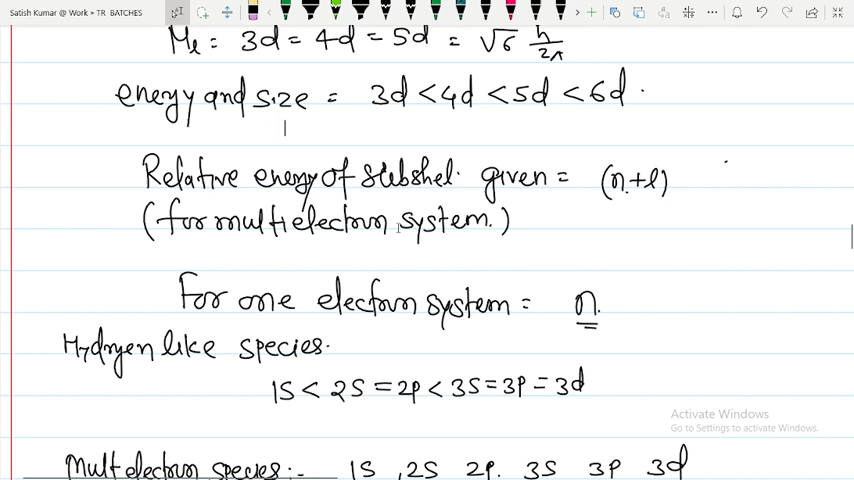 Satish Kumar @ Work » TR BATCHES
Ml = 3d = 4d = 5d = √6 h/2π
energy and size = 3d < 4d < 5d < 6d.
Relative energy of subshel. given = (n+l)
(for multielectron system.)
For one electron system = n.
Hydrogen like species.
1S < 2S = 2p < 3S = 3p = 3d
Activate Windows
Go to Settings to activate Windows.
Multelectron species:- 1S , 2S 2p. 3S 3p 3d